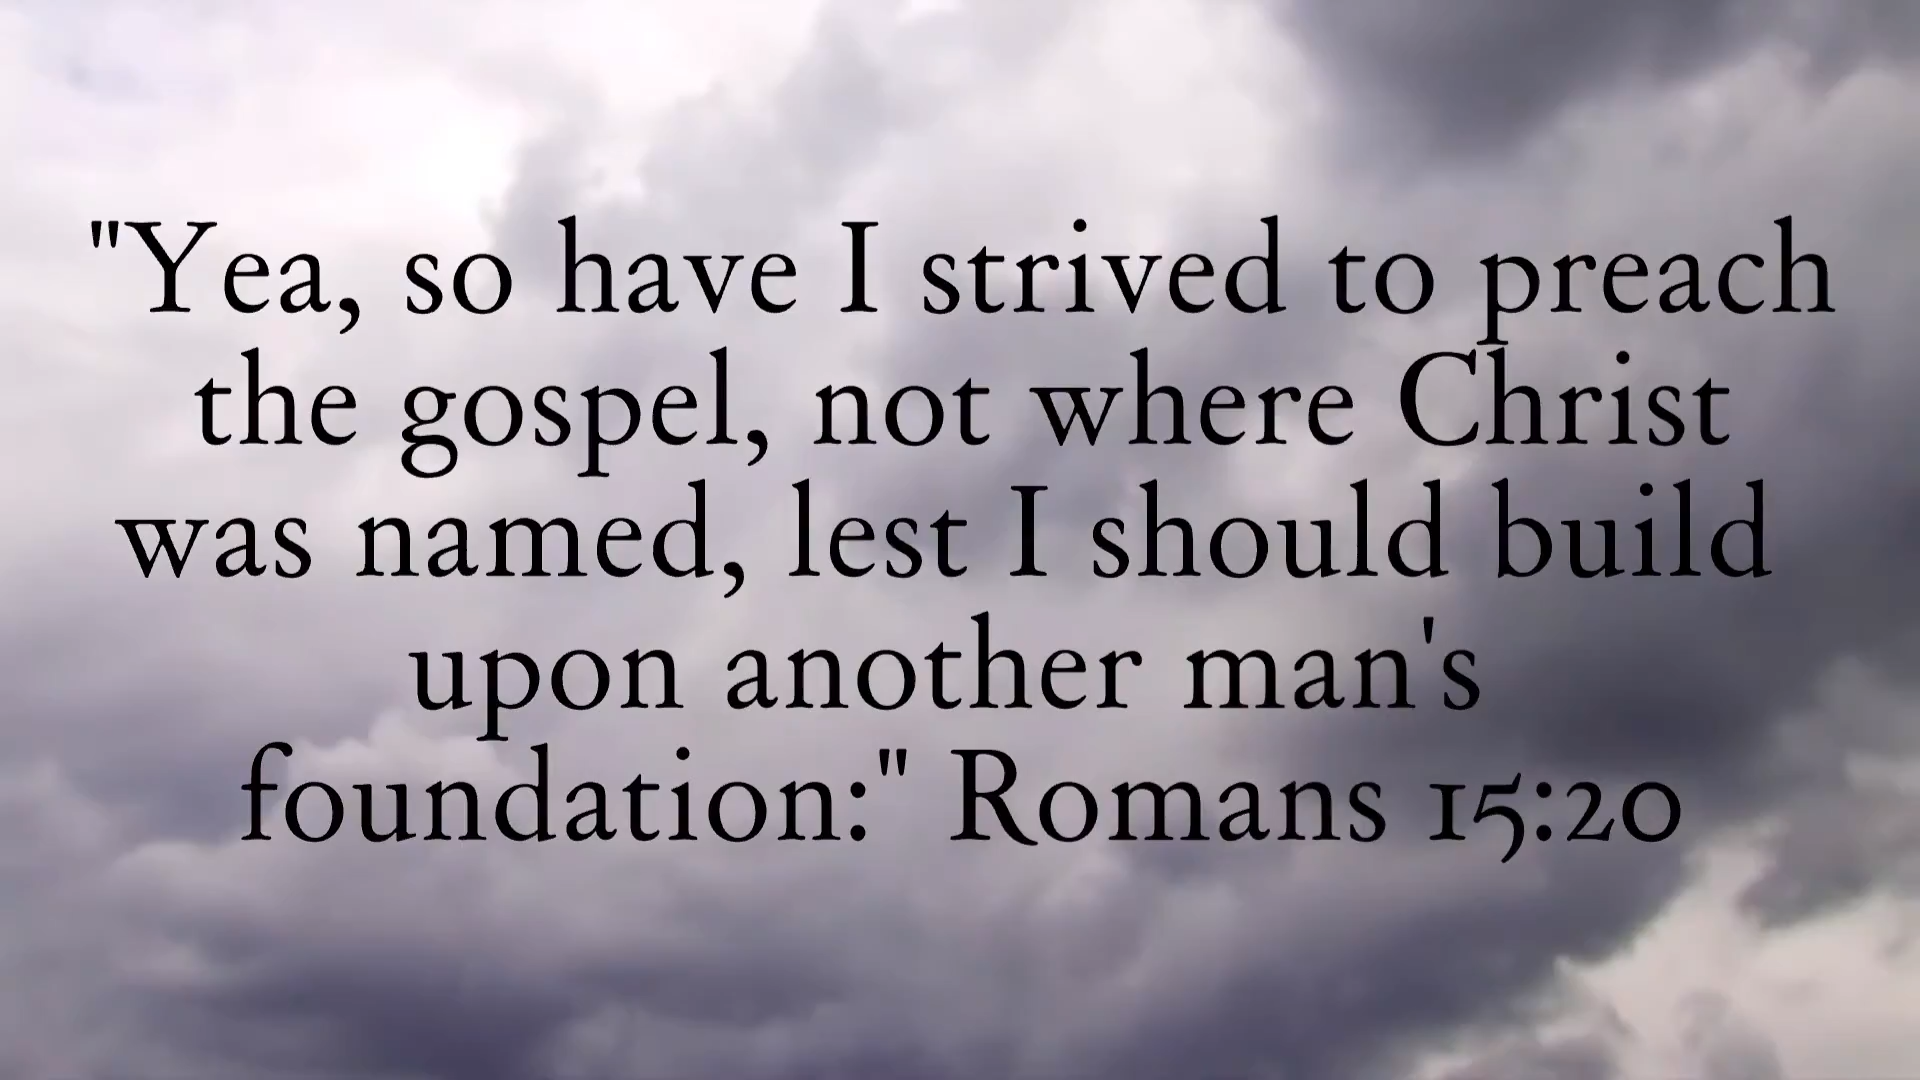 "Yea, so have I strived to preach
the gospel, not where Christ
was named, lest I should build
upon another man's
foundation:" Romans 15:20